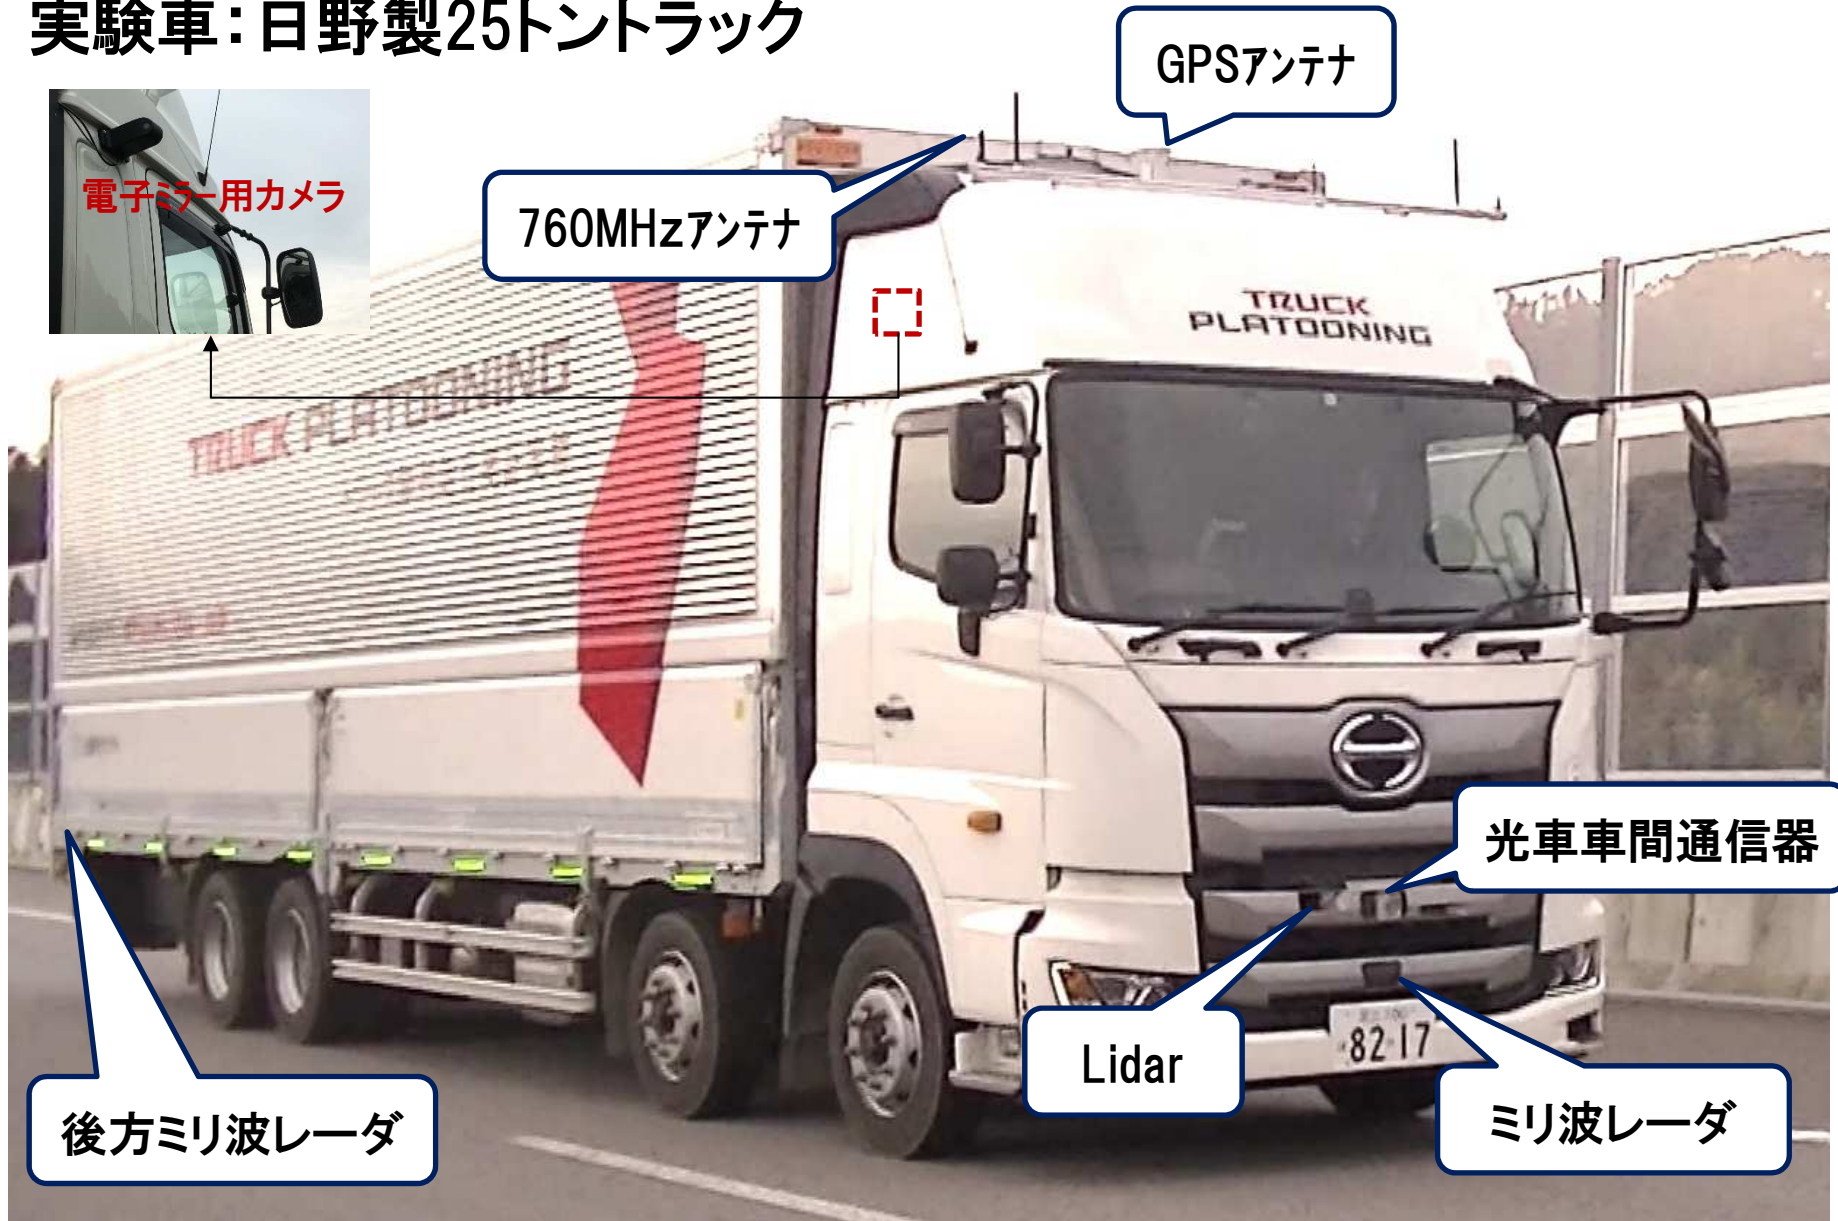 実験車：日野製25トントラック
GPSアンテナ
電子ミラー用カメラ
760MHzアンテナ
TRUCK
PLATOONING
TRUCK PLATOONING
光車車間通信器
Lidar
82-17
後方ミリ波レーダ
ミリ波レーダ